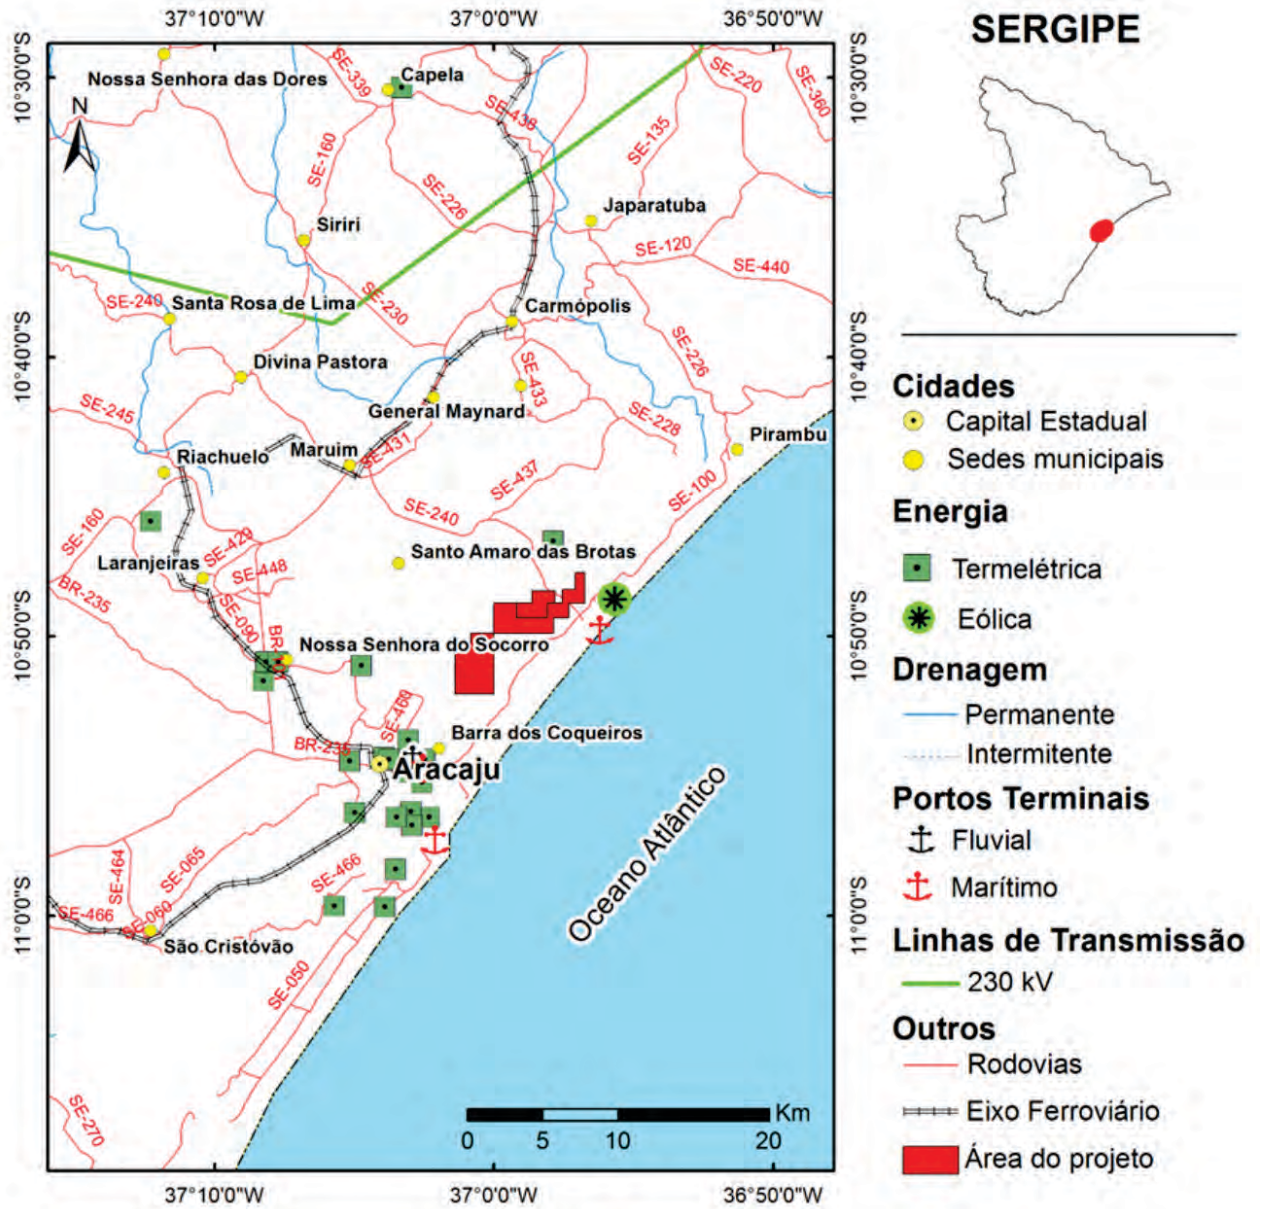 37°10'0"W
37°0'0"W
36°50'0"W
SERGIPE
10°30'0"S
10°30'0"S
Nossa Senhora das Dores
SE-339
Capela
SE-220
SE-360
N
SE-438
SE-135
SE-160
SE-226
Japaratuba
Siriri
SE-120
SE-440
SE-240
Santa Rosa de Lima
SE-230
Carmópolis
10°40'0"S
10°40'0"S
SE-226
Divina Pastora
SE-433
Cidades
SE-245
General Maynard
SE-228
Capital Estadual
Pirambu
Riachuelo
Maruim
SE-431
Sedes municipais
SE-437
SE-100
SE-160
SE-240
Energia
SE-429
Santo Amaro das Brotas
Laranjeiras
SE-448
Termelétrica
BR-235
SE-090
Eólica
10°50'0"S
10°50'0"S
BR-
Nossa Senhora do Socorro
Drenagem
SE-460
Permanente
Barra dos Coqueiros
BR-235
Intermitente
Aracaju
Portos Terminais
Oceano Atlântico
Fluvial
SE-464
SE-065
SE-466
Marítimo
11°0'0"S
11°0'0"S
SE-466
SE-060
São Cristóvão
Linhas de Transmissão
SE-050
230 kV
Outros
Rodovias
SE-270
Km
Eixo Ferroviário
0 5 10 20
Área do projeto
37°10'0"W
37°0'0"W
36°50'0"W